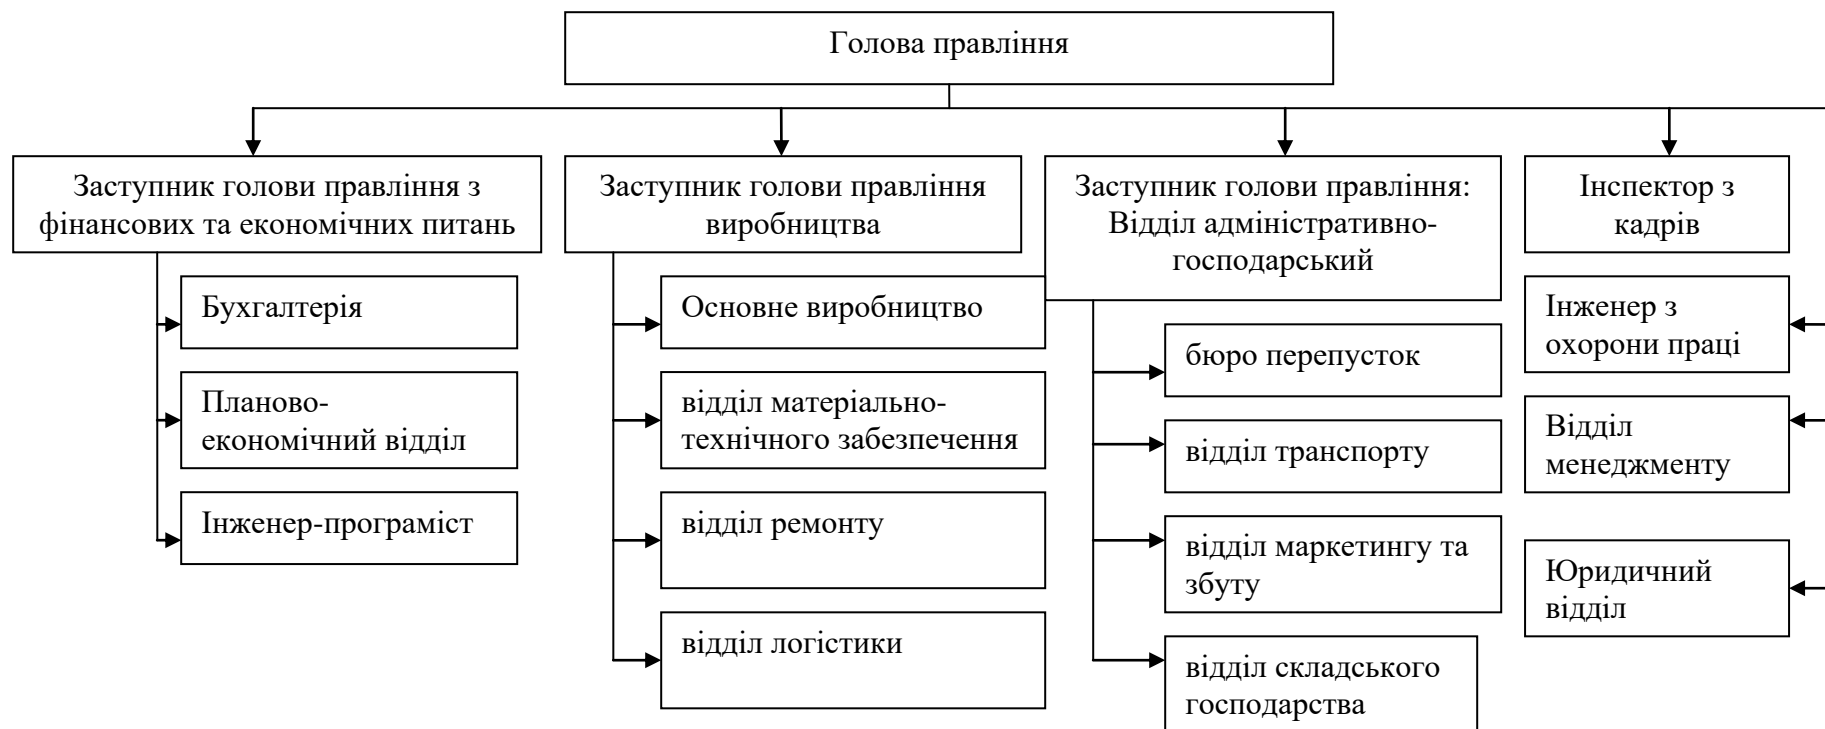 Голова правління
Заступник голови правління з
фінансових та економічних питань
Бухгалтерія
Планово-
економічний відділ
Інженер-програміст
Заступник голови правління
виробництва
Основне виробництво
відділ матеріально-
технічного забезпечення
відділ ремонту
відділ логістики
Заступник голови правління:
Відділ адміністративно-
господарський
бюро перепусток
відділ транспорту
відділ маркетингу та
збуту
відділ складського
господарства
Інспектор з
кадрів
Інженер з
охорони праці
Відділ
менеджменту
Юридичний
відділ